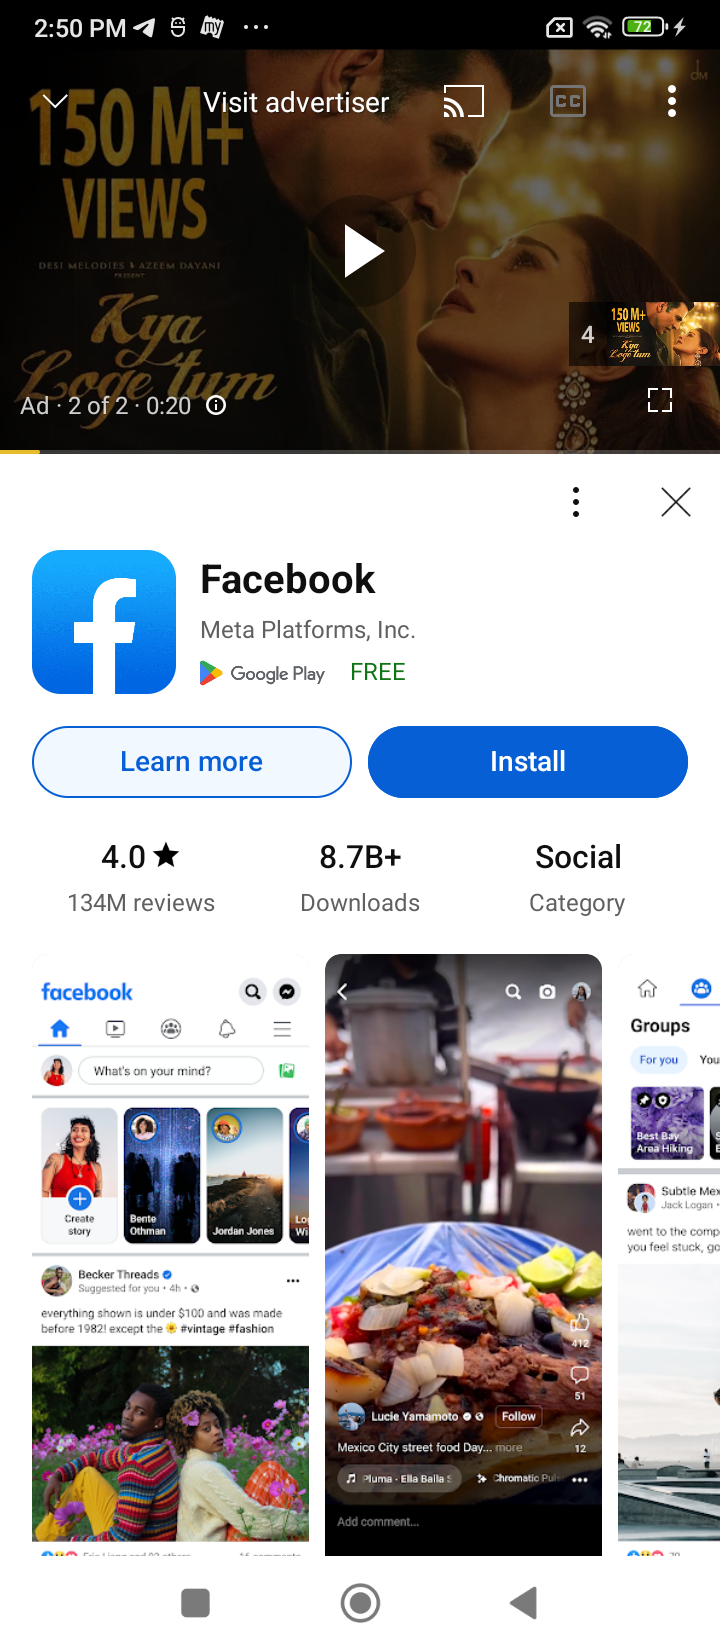 2:50 PM
72
Visit advertiser
CC
150 M+
VIEWS
DESI MELODIES & AZEEM DAYANI
PRESENT
Kya
Loge Tum
4
150 M+
VIEWS
Kya
Loge Tum
Ad · 2 of 2 · 0:20
Facebook
Meta Platforms, Inc.
Google Play
FREE
Learn more
Install
4.0★
8.7B+
Social
134M reviews
Downloads
Category
facebook
What's on your mind?
Create
story
Bente
Othman
Jordan Jones
Becker Threads
Suggested for you · 4h ·
everything shown is under $100 and was made
before 1982! except the 🌼 #vintage #fashion
412
51
12
Lucie Yamamoto
Follow
Mexico City street food Day... more
Pluma - Ella Baila S
Chromatic Pul
Add comment...
Groups
For you
You
Best Bay
Area Hiking
Subtle Mex
Jack Logan ·
went to the comp
you feel stuck, go